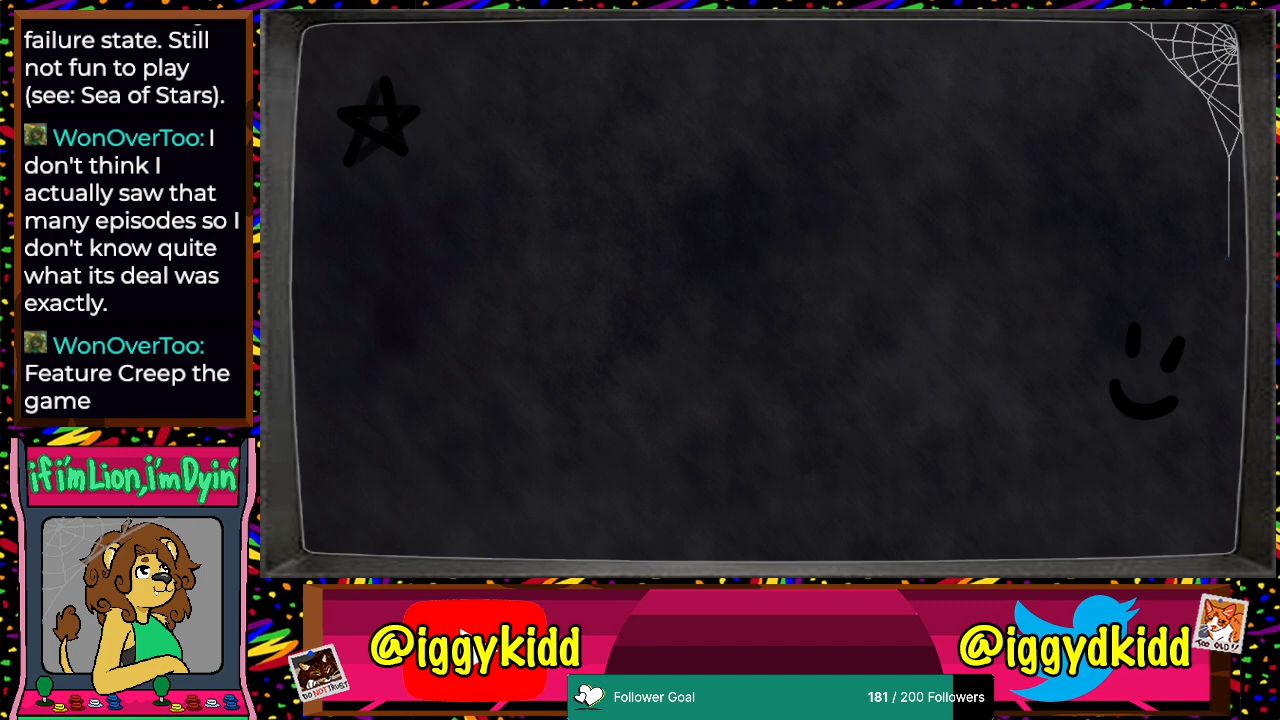 failure state. Still
not fun to play
(see: Sea of Stars).
WonOverToo: I
don't think I
actually saw that
many episodes so I
don't know quite
what its deal was
exactly.
WonOverToo:
Feature Creep the
game
if i'm Lion, i'm Dyin'
@iggykidd
@iggydkidd
DO NOT TRUST
TOO OLD!!
Follower Goal
181 / 200 Followers